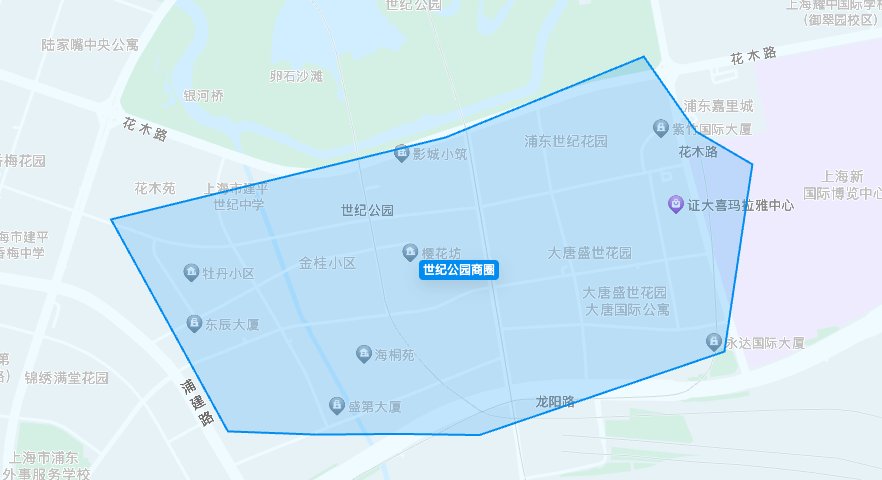 世纪公园
上海耀中国际学校
(御翠园校区)
陆家嘴中央公寓
花木路
卵石沙滩
银河桥
浦东嘉里城
花木路
紫竹国际大厦
浦东世纪花园
影城小筑
花木路
香梅花园
花木苑
上海市建平
世纪中学
上海新
国际博览中心
证大喜玛拉雅中心
世纪公园
上海市建平
香梅中学
樱花坊
大唐盛世花园
金桂小区
世纪公园商圈
牡丹小区
大唐盛世花园
大唐国际公寓
东辰大厦
永达国际大厦
海桐苑
第
路)
锦绣满堂花园
浦建路
盛第大厦
龙阳路
上海市浦东
外事服务学校